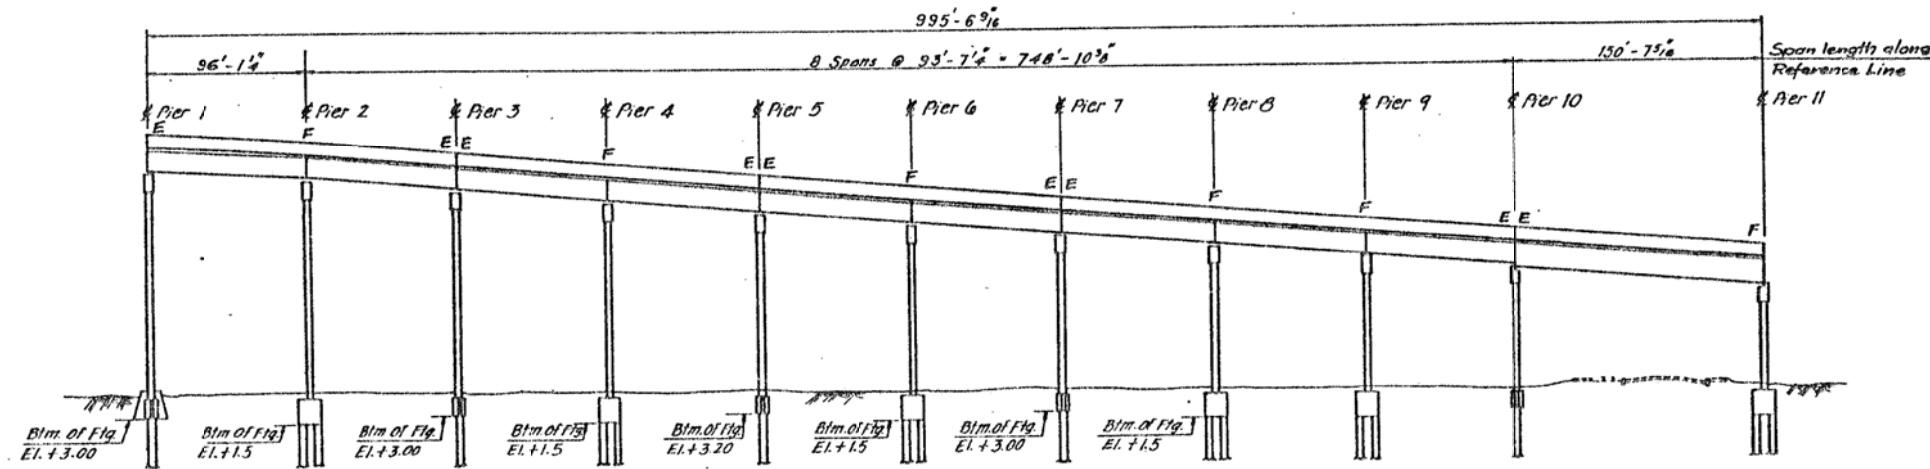 995'-6 9/16"
96'-1 1/4"
8 Spans @ 93'-7 1/4" = 748'-10 3/8"
150'-7 5/16"
Span length along
Reference Line
℄ Pier 1
℄ Pier 2
℄ Pier 3
℄ Pier 4
℄ Pier 5
℄ Pier 6
℄ Pier 7
℄ Pier 8
℄ Pier 9
℄ Pier 10
℄ Pier 11
E
F
E E
F
E E
F
E E
F
F
E E
F
Btm. of Ftg.
El. +3.00
Btm. of Ftg.
El. +1.5
Btm. of Ftg.
El. +3.00
Btm. of Ftg.
El. +1.5
Btm. of Ftg.
El. +3.20
Btm. of Ftg.
El. +1.5
Btm. of Ftg.
El. +3.00
Btm. of Ftg.
El. +1.5